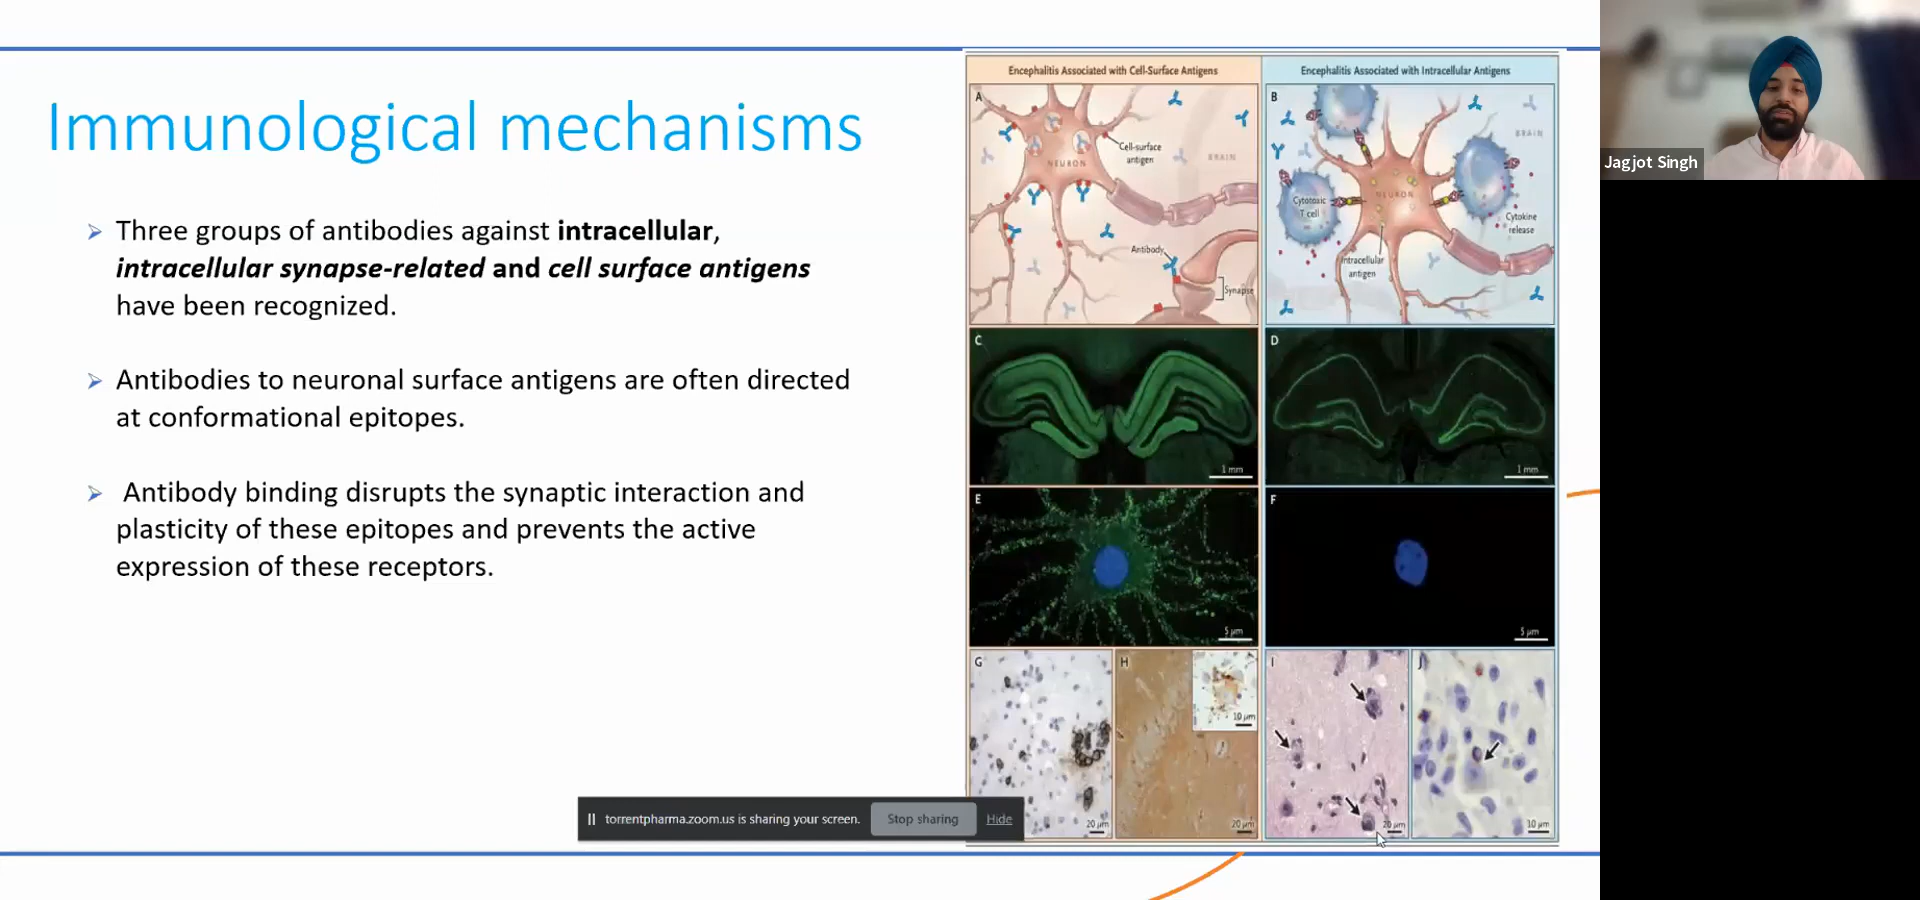 Immunological mechanisms
Three groups of antibodies against intracellular,
intracellular synapse-related and cell surface antigens
have been recognized.
Antibodies to neuronal surface antigens are often directed
at conformational epitopes.
Antibody binding disrupts the synaptic interaction and
plasticity of these epitopes and prevents the active
expression of these receptors.
Encephalitis Associated with Cell-Surface Antigens
Encephalitis Associated with Intracellular Antigens
A
Cell-surface
antigen
NEURON
BRAIN
Antibody
Synapse
B
BRAIN
NEURON
Cytotoxic
T cell
Cytokine
release
Intracellular
antigen
C
1 mm
D
1 mm
E
5 μm
F
5 μm
G
20 μm
H
10 μm
20 μm
I
20 μm
J
10 μm
torrentpharma.zoom.us is sharing your screen.
Stop sharing
Hide
Jagjot Singh